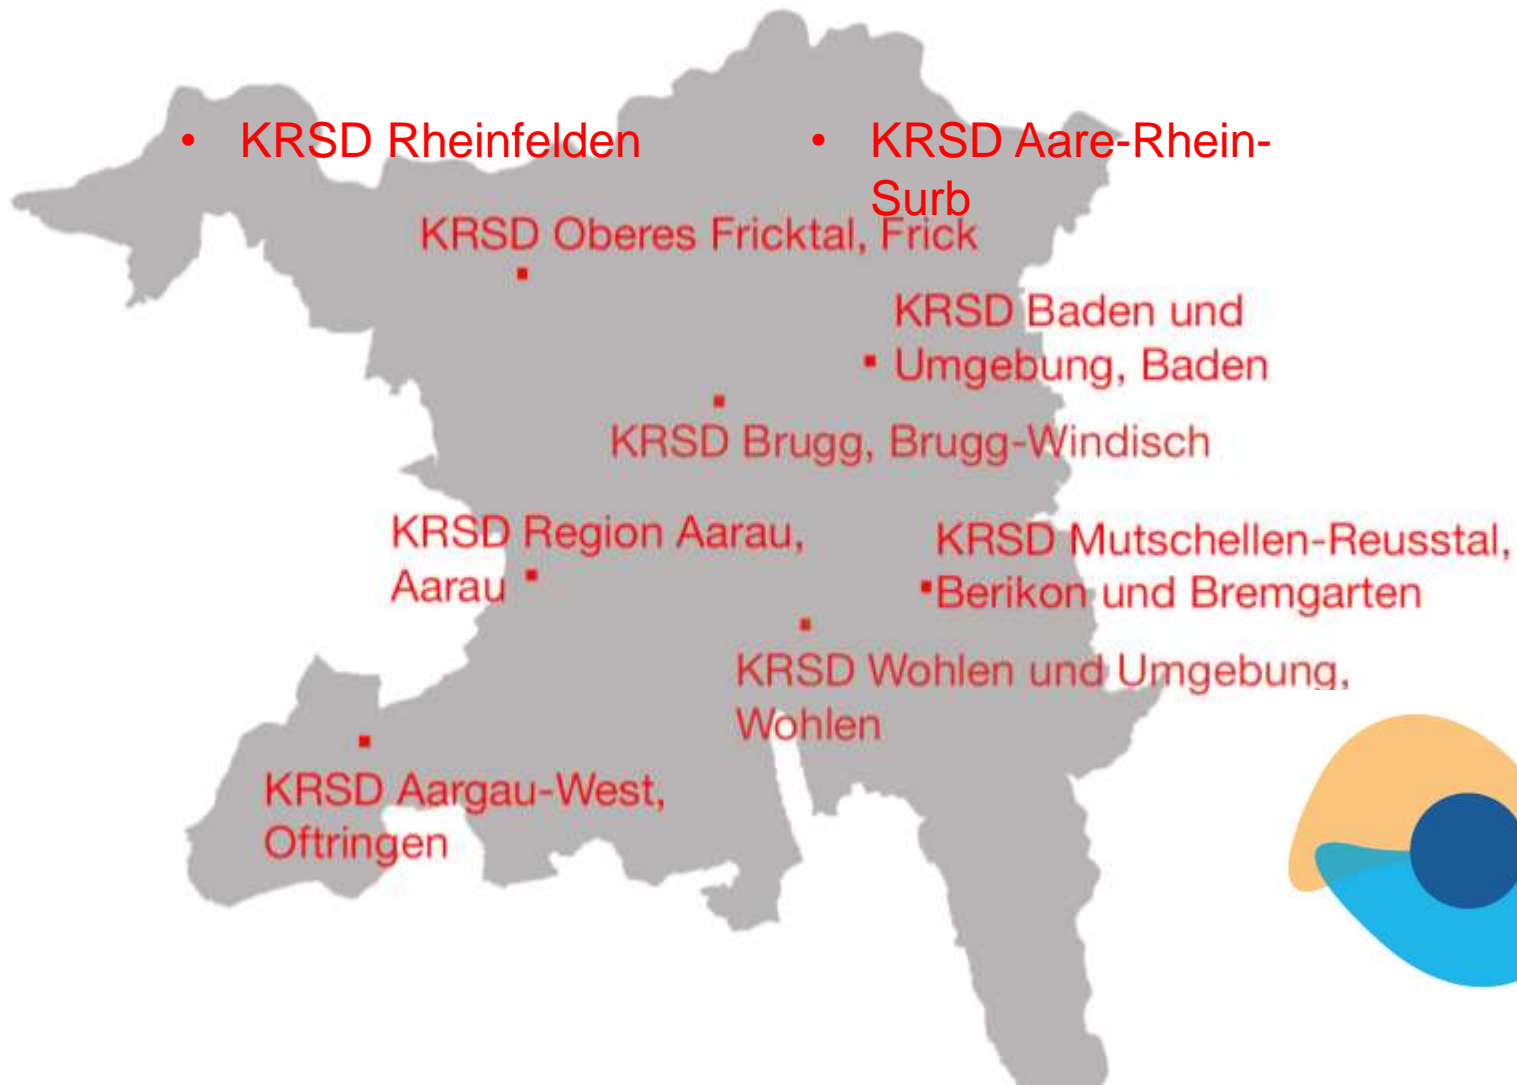 • KRSD Rheinfelden
• KRSD Aare-Rhein-
Surb
KRSD Oberes Fricktal, Frick
KRSD Baden und
Umgebung, Baden
KRSD Brugg, Brugg-Windisch
KRSD Region Aarau,
Aarau
KRSD Mutschellen-Reusstal,
Berikon und Bremgarten
KRSD Wohlen und Umgebung,
Wohlen
KRSD Aargau-West,
Oftringen